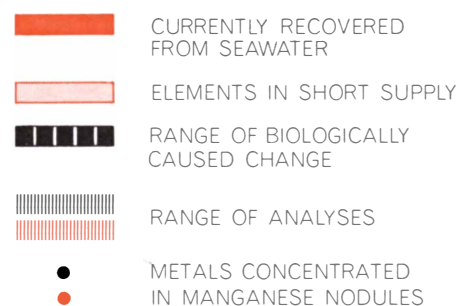 CURRENTLY RECOVERED
FROM SEAWATER
ELEMENTS IN SHORT SUPPLY
RANGE OF BIOLOGICALLY
CAUSED CHANGE
RANGE OF ANALYSES
METALS CONCENTRATED
IN MANGANESE NODULES